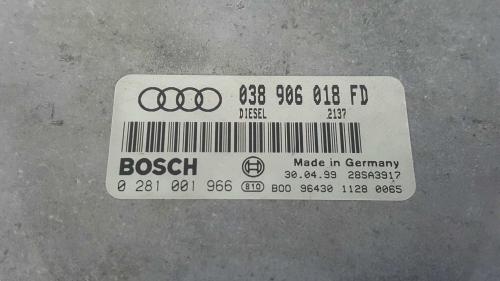 038 906 018 FD
DIESEL 2137
BOSCH Made in Germany
30.04.99 28SA3917
0 281 001 966 810 B00 96430 1128 0065